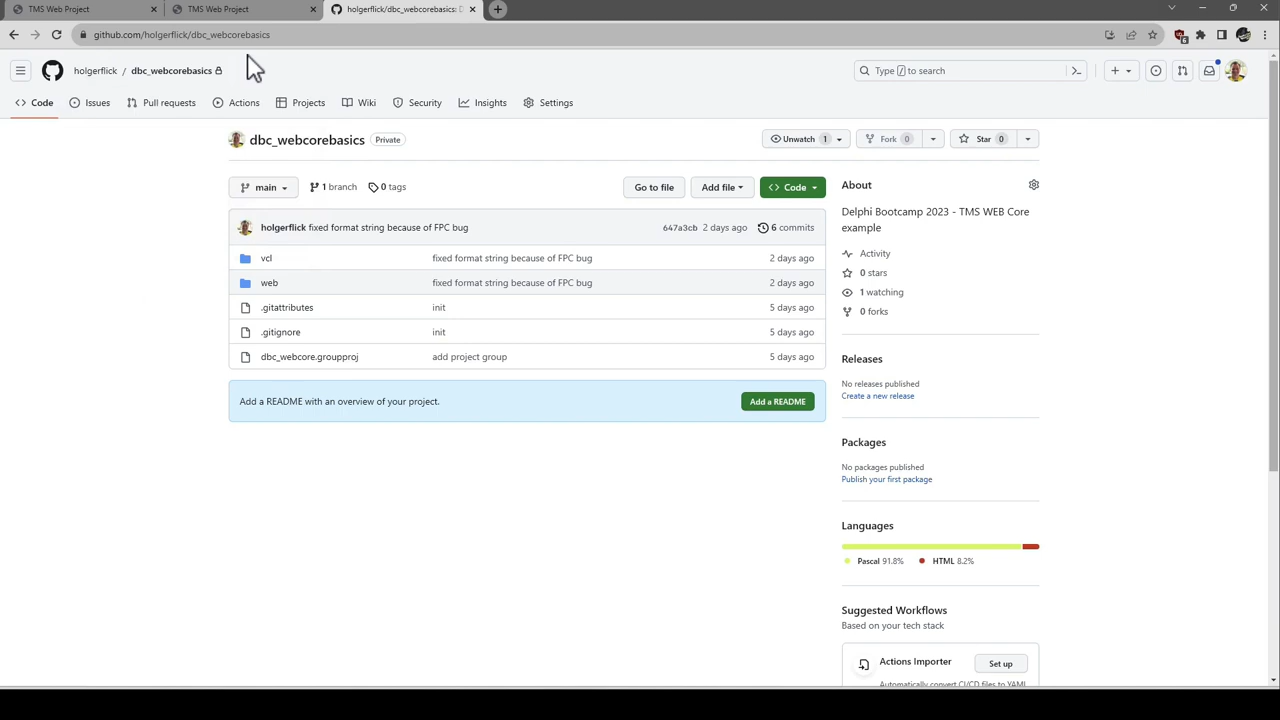 TMS Web Project
TMS Web Project
holgerflick/dbc_webcorebasics: D
github.com/holgerflick/dbc_webcorebasics
6
holgerflick / dbc_webcorebasics
Type / to search
Code
Issues
Pull requests
Actions
Projects
Wiki
Security
Insights
Settings
dbc_webcorebasics Private
Unwatch 1
Fork 0
Star 0
main
1 branch
0 tags
Go to file
Add file
Code
holgerflick fixed format string because of FPC bug 647a3cb 2 days ago 6 commits
vcl fixed format string because of FPC bug 2 days ago
web fixed format string because of FPC bug 2 days ago
.gitattributes init 5 days ago
.gitignore init 5 days ago
dbc_webcore.groupproj add project group 5 days ago
Add a README with an overview of your project. Add a README
About
Delphi Bootcamp 2023 - TMS WEB Core
example
Activity
0 stars
1 watching
0 forks
Releases
No releases published
Create a new release
Packages
No packages published
Publish your first package
Languages
Pascal 91.8% HTML 8.2%
Suggested Workflows
Based on your tech stack
Actions Importer Set up
Automatically convert CI/CD files to YAML